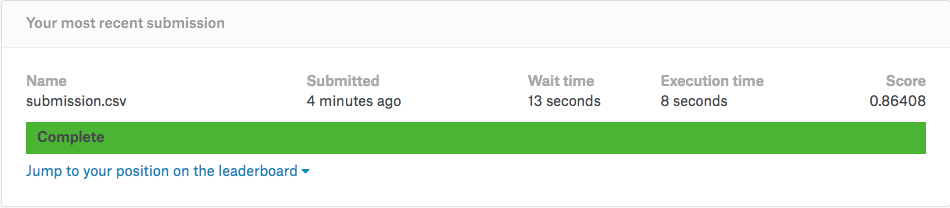 Your most recent submission
Name Submitted Wait time Execution time Score
submission.csv 4 minutes ago 13 seconds 8 seconds 0.86408
Complete
Jump to your position on the leaderboard